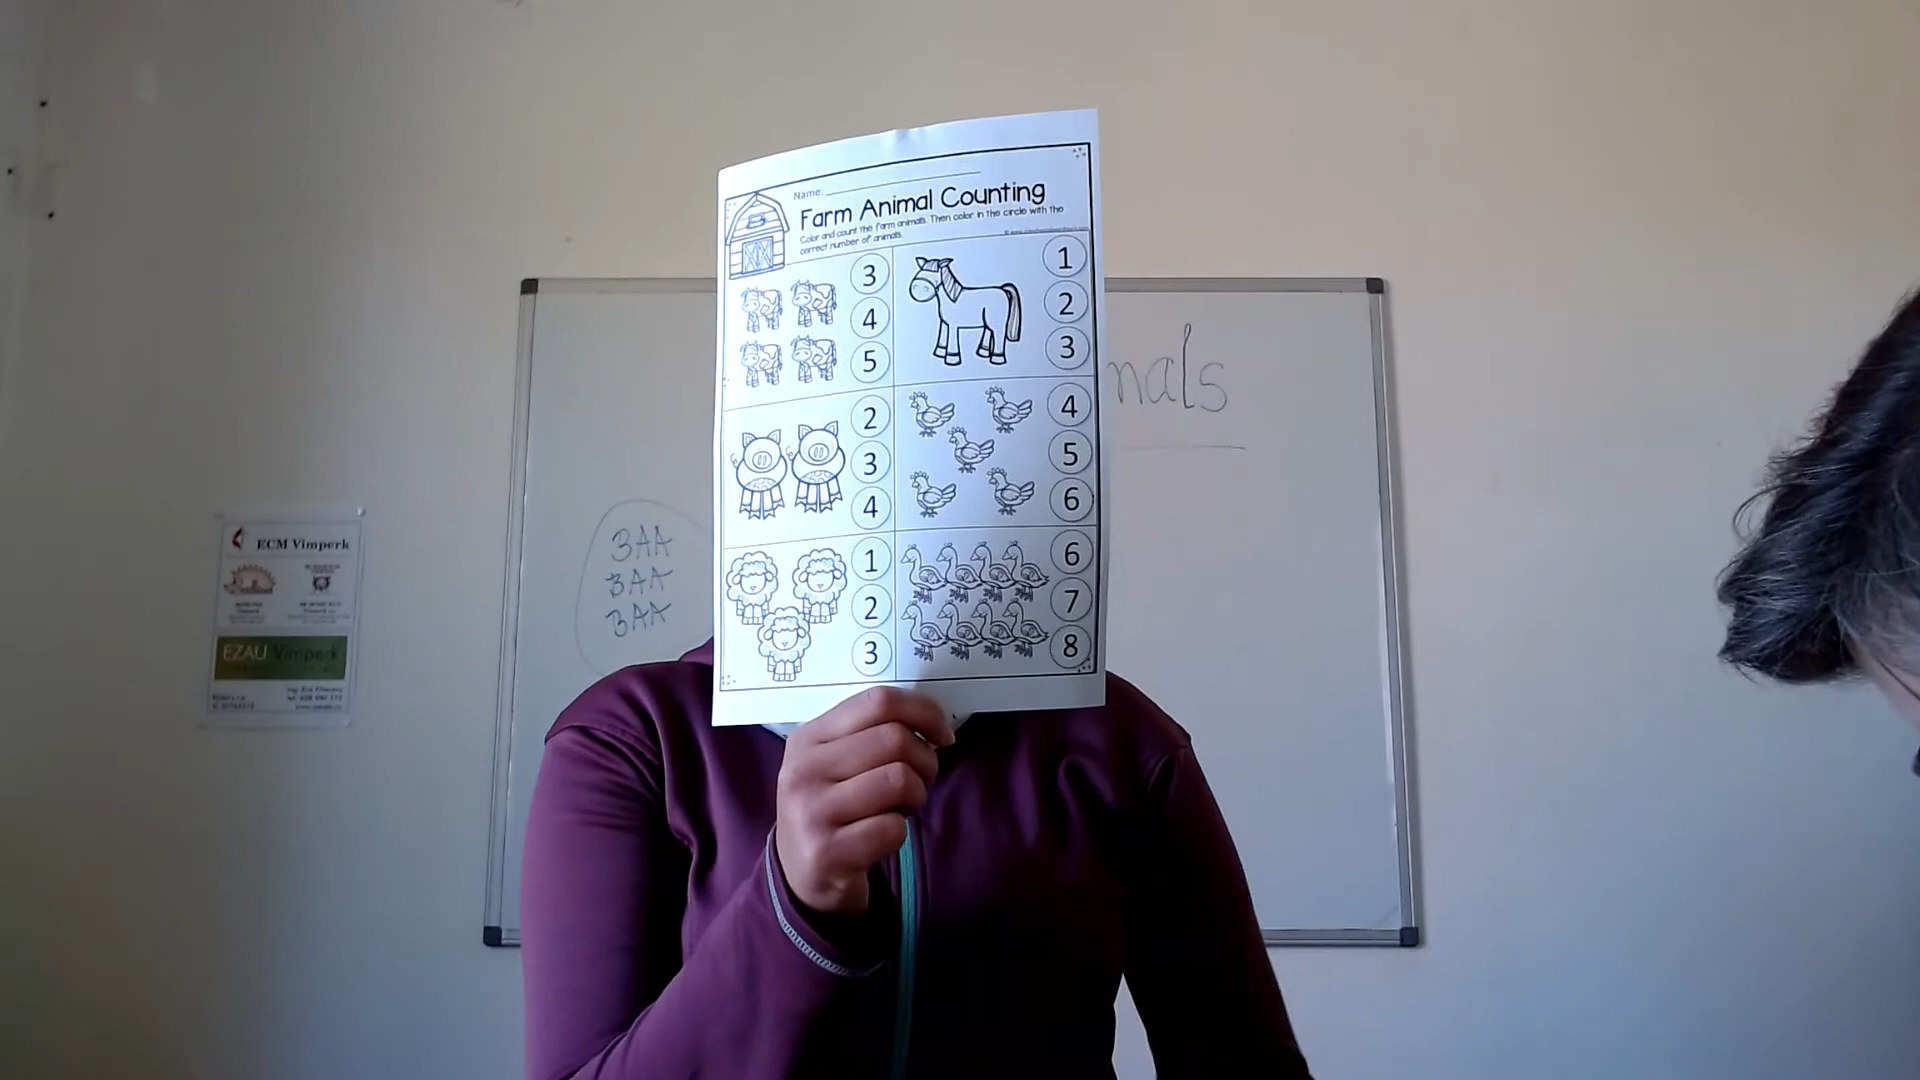 Name:
Farm Animal Counting
Color and count the farm animals. Then color in the circle with the
correct number of animals.
3
4
5
1
2
3
2
3
4
4
5
6
1
2
3
6
7
8
nals
BAA
BAA
BAA
ECM Vimperk
EZAU Vimperk